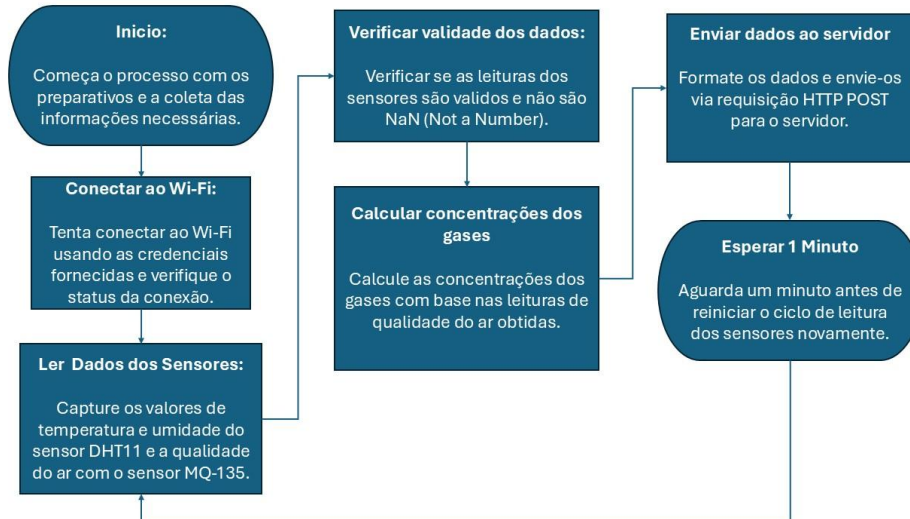 Inicio:
Começa o processo com os
preparativos e a coleta das
informações necessárias.
Conectar ao Wi-Fi:
Tenta conectar ao Wi-Fi
usando as credenciais
fornecidas e verifique o
status da conexão.
Ler Dados dos Sensores:
Capture os valores de
temperatura e umidade do
sensor DHT11 e a qualidade
do ar com o sensor MQ-135.
Verificar validade dos dados:
Verificar se as leituras dos
sensores são validos e não são
NaN (Not a Number).
Calcular concentrações dos
gases
Calcule as concentrações dos
gases com base nas leituras de
qualidade do ar obtidas.
Enviar dados ao servidor
Formate os dados e envie-os
via requisição HTTP POST
para o servidor.
Esperar 1 Minuto
Aguarda um minuto antes de
reiniciar o ciclo de leitura
dos sensores novamente.